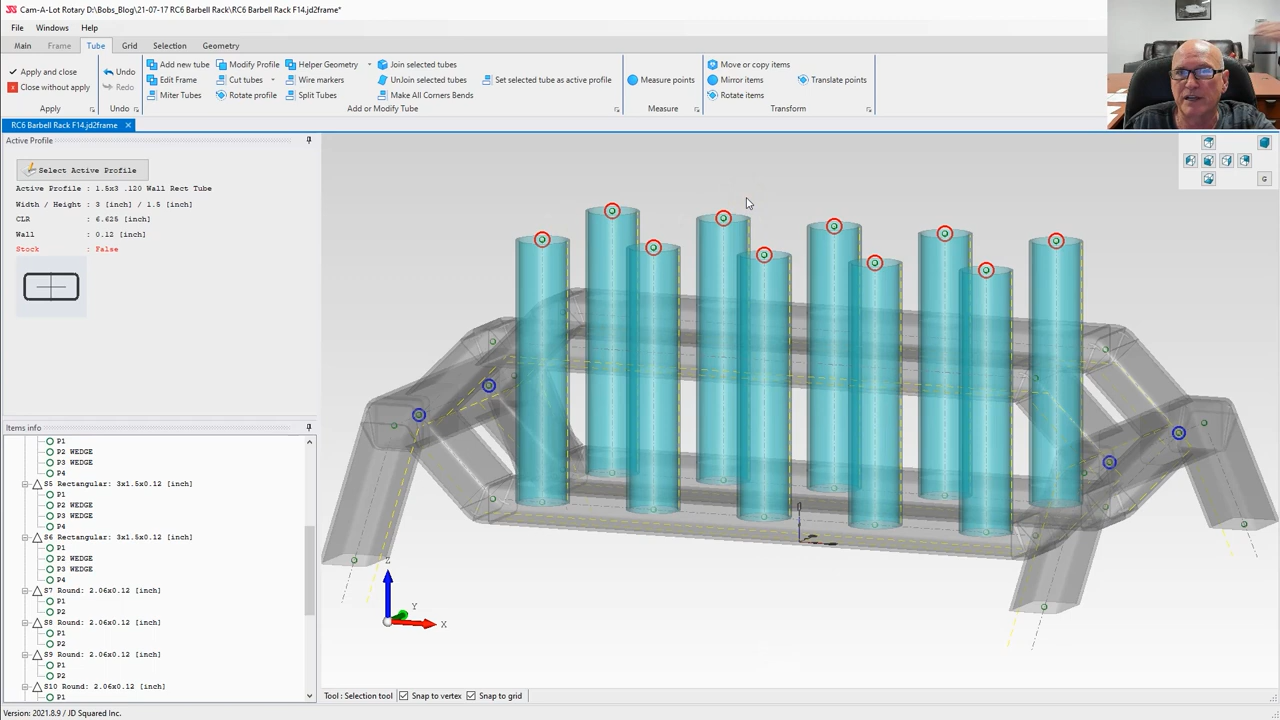 Cam-A-Lot Rotary D:\Bobs_Blog\21-07-17 RC6 Barbell Rack\RC6 Barbell Rack F14.jd2frame*
File Windows Help
Main Frame Tube Grid Selection Geometry
Apply and close
Close without apply
Apply
Undo
Redo
Undo
Add new tube Modify Profile Helper Geometry Join selected tubes
Edit Frame Cut tubes Wire markers UnJoin selected tubes Set selected tube as active profile
Miter Tubes Rotate profile Split Tubes Make All Corners Bends
Add or Modify Tube
Measure points
Measure
Move or copy items
Mirror items Translate points
Rotate items
Transform
RC6 Barbell Rack F14.jd2frame
Active Profile
Select Active Profile
Active Profile : 1.5x3 .120 Wall Rect Tube
Width / Height : 3 [inch] / 1.5 [inch]
CLR : 6.625 [inch]
Wall : 0.12 [inch]
Stock : False
Items info
P1
P2 WEDGE
P3 WEDGE
P4
S5 Rectangular: 3x1.5x0.12 [inch]
P1
P2 WEDGE
P3 WEDGE
P4
S6 Rectangular: 3x1.5x0.12 [inch]
P1
P2 WEDGE
P3 WEDGE
P4
S7 Round: 2.06x0.12 [inch]
P1
P2
S8 Round: 2.06x0.12 [inch]
P1
P2
S9 Round: 2.06x0.12 [inch]
P1
P2
S10 Round: 2.06x0.12 [inch]
P1
G
Z
Y
X
Tool : Selection tool Snap to vertex Snap to grid
Version: 2021.8.9 / JD Squared Inc.